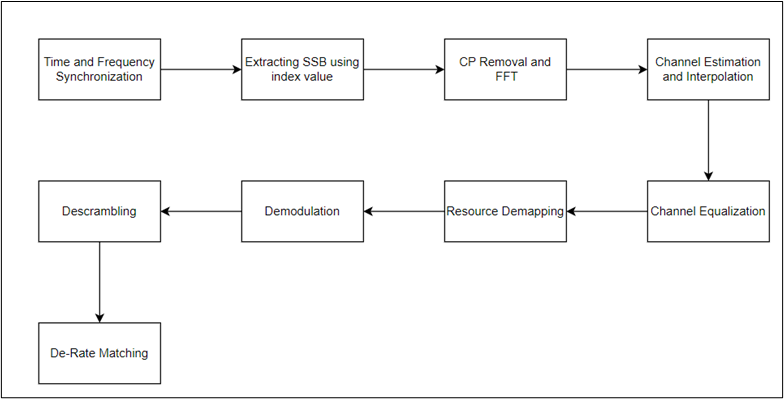 Time and Frequency
Synchronization
Extracting SSB using
index value
CP Removal and
FFT
Channel Estimation
and Interpolation
Descrambling
Demodulation
Resource Demapping
Channel Equalization
De-Rate Matching